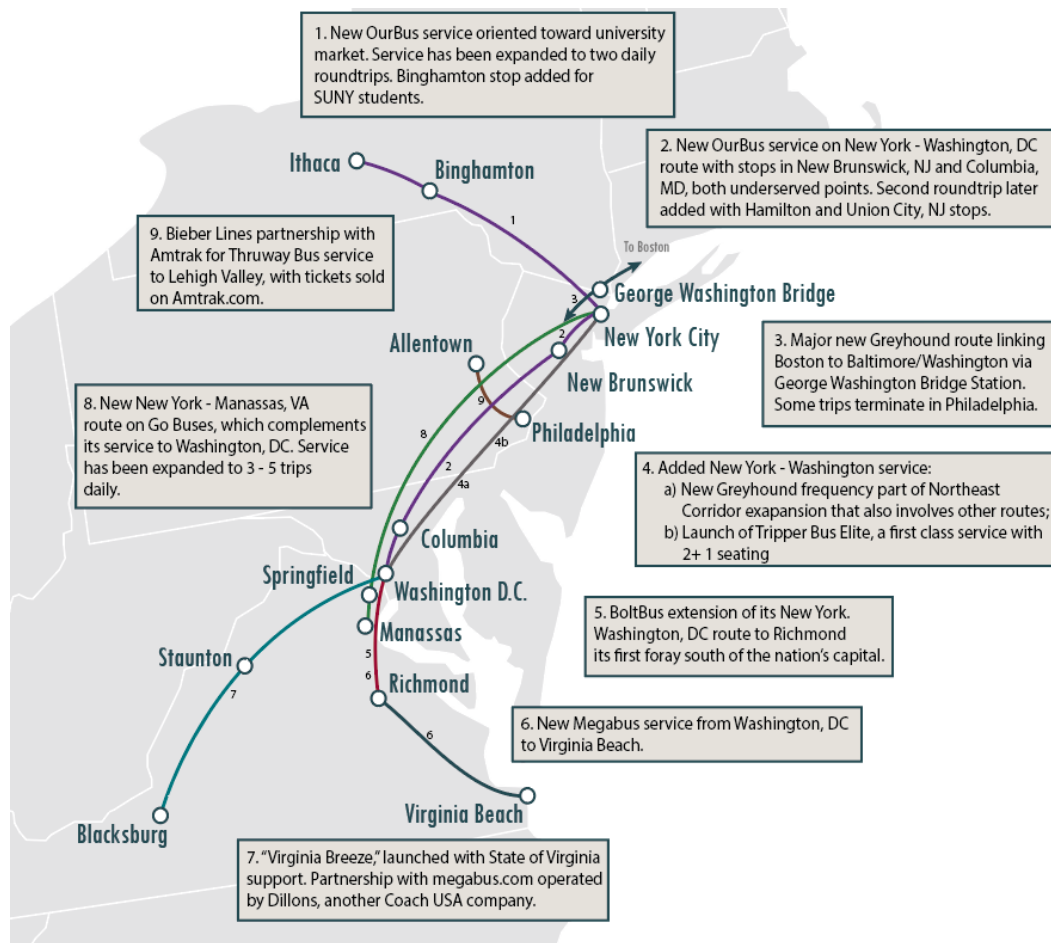 1. New OurBus service oriented toward university
market. Service has been expanded to two daily
roundtrips. Binghamton stop added for
SUNY students.
2. New OurBus service on New York - Washington, DC
route with stops in New Brunswick, NJ and Columbia,
MD, both underserved points. Second roundtrip later
added with Hamilton and Union City, NJ stops.
Ithaca
Binghamton
1
9. Bieber Lines partnership with
Amtrak for Thruway Bus service
to Lehigh Valley, with tickets sold
on Amtrak.com.
To Boston
George Washington Bridge
3
New York City
2
Allentown
New Brunswick
3. Major new Greyhound route linking
Boston to Baltimore/Washington via
George Washington Bridge Station.
Some trips terminate in Philadelphia.
8. New New York - Manassas, VA
route on Go Buses, which complements
its service to Washington, DC. Service
has been expanded to 3 - 5 trips
daily.
9
Philadelphia
8
4b
2
4a
4. Added New York - Washington service:
a) New Greyhound frequency part of Northeast
Corridor exapansion that also involves other routes;
b) Launch of Tripper Bus Elite, a first class service with
2+ 1 seating
Columbia
Springfield
Washington D.C.
Manassas
5. BoltBus extension of its New York.
Washington, DC route to Richmond
its first foray south of the nation's capital.
Staunton
5
6
7
Richmond
6
6. New Megabus service from Washington, DC
to Virginia Beach.
Virginia Beach
Blacksburg
7. "Virginia Breeze," launched with State of Virginia
support. Partnership with megabus.com operated
by Dillons, another Coach USA company.